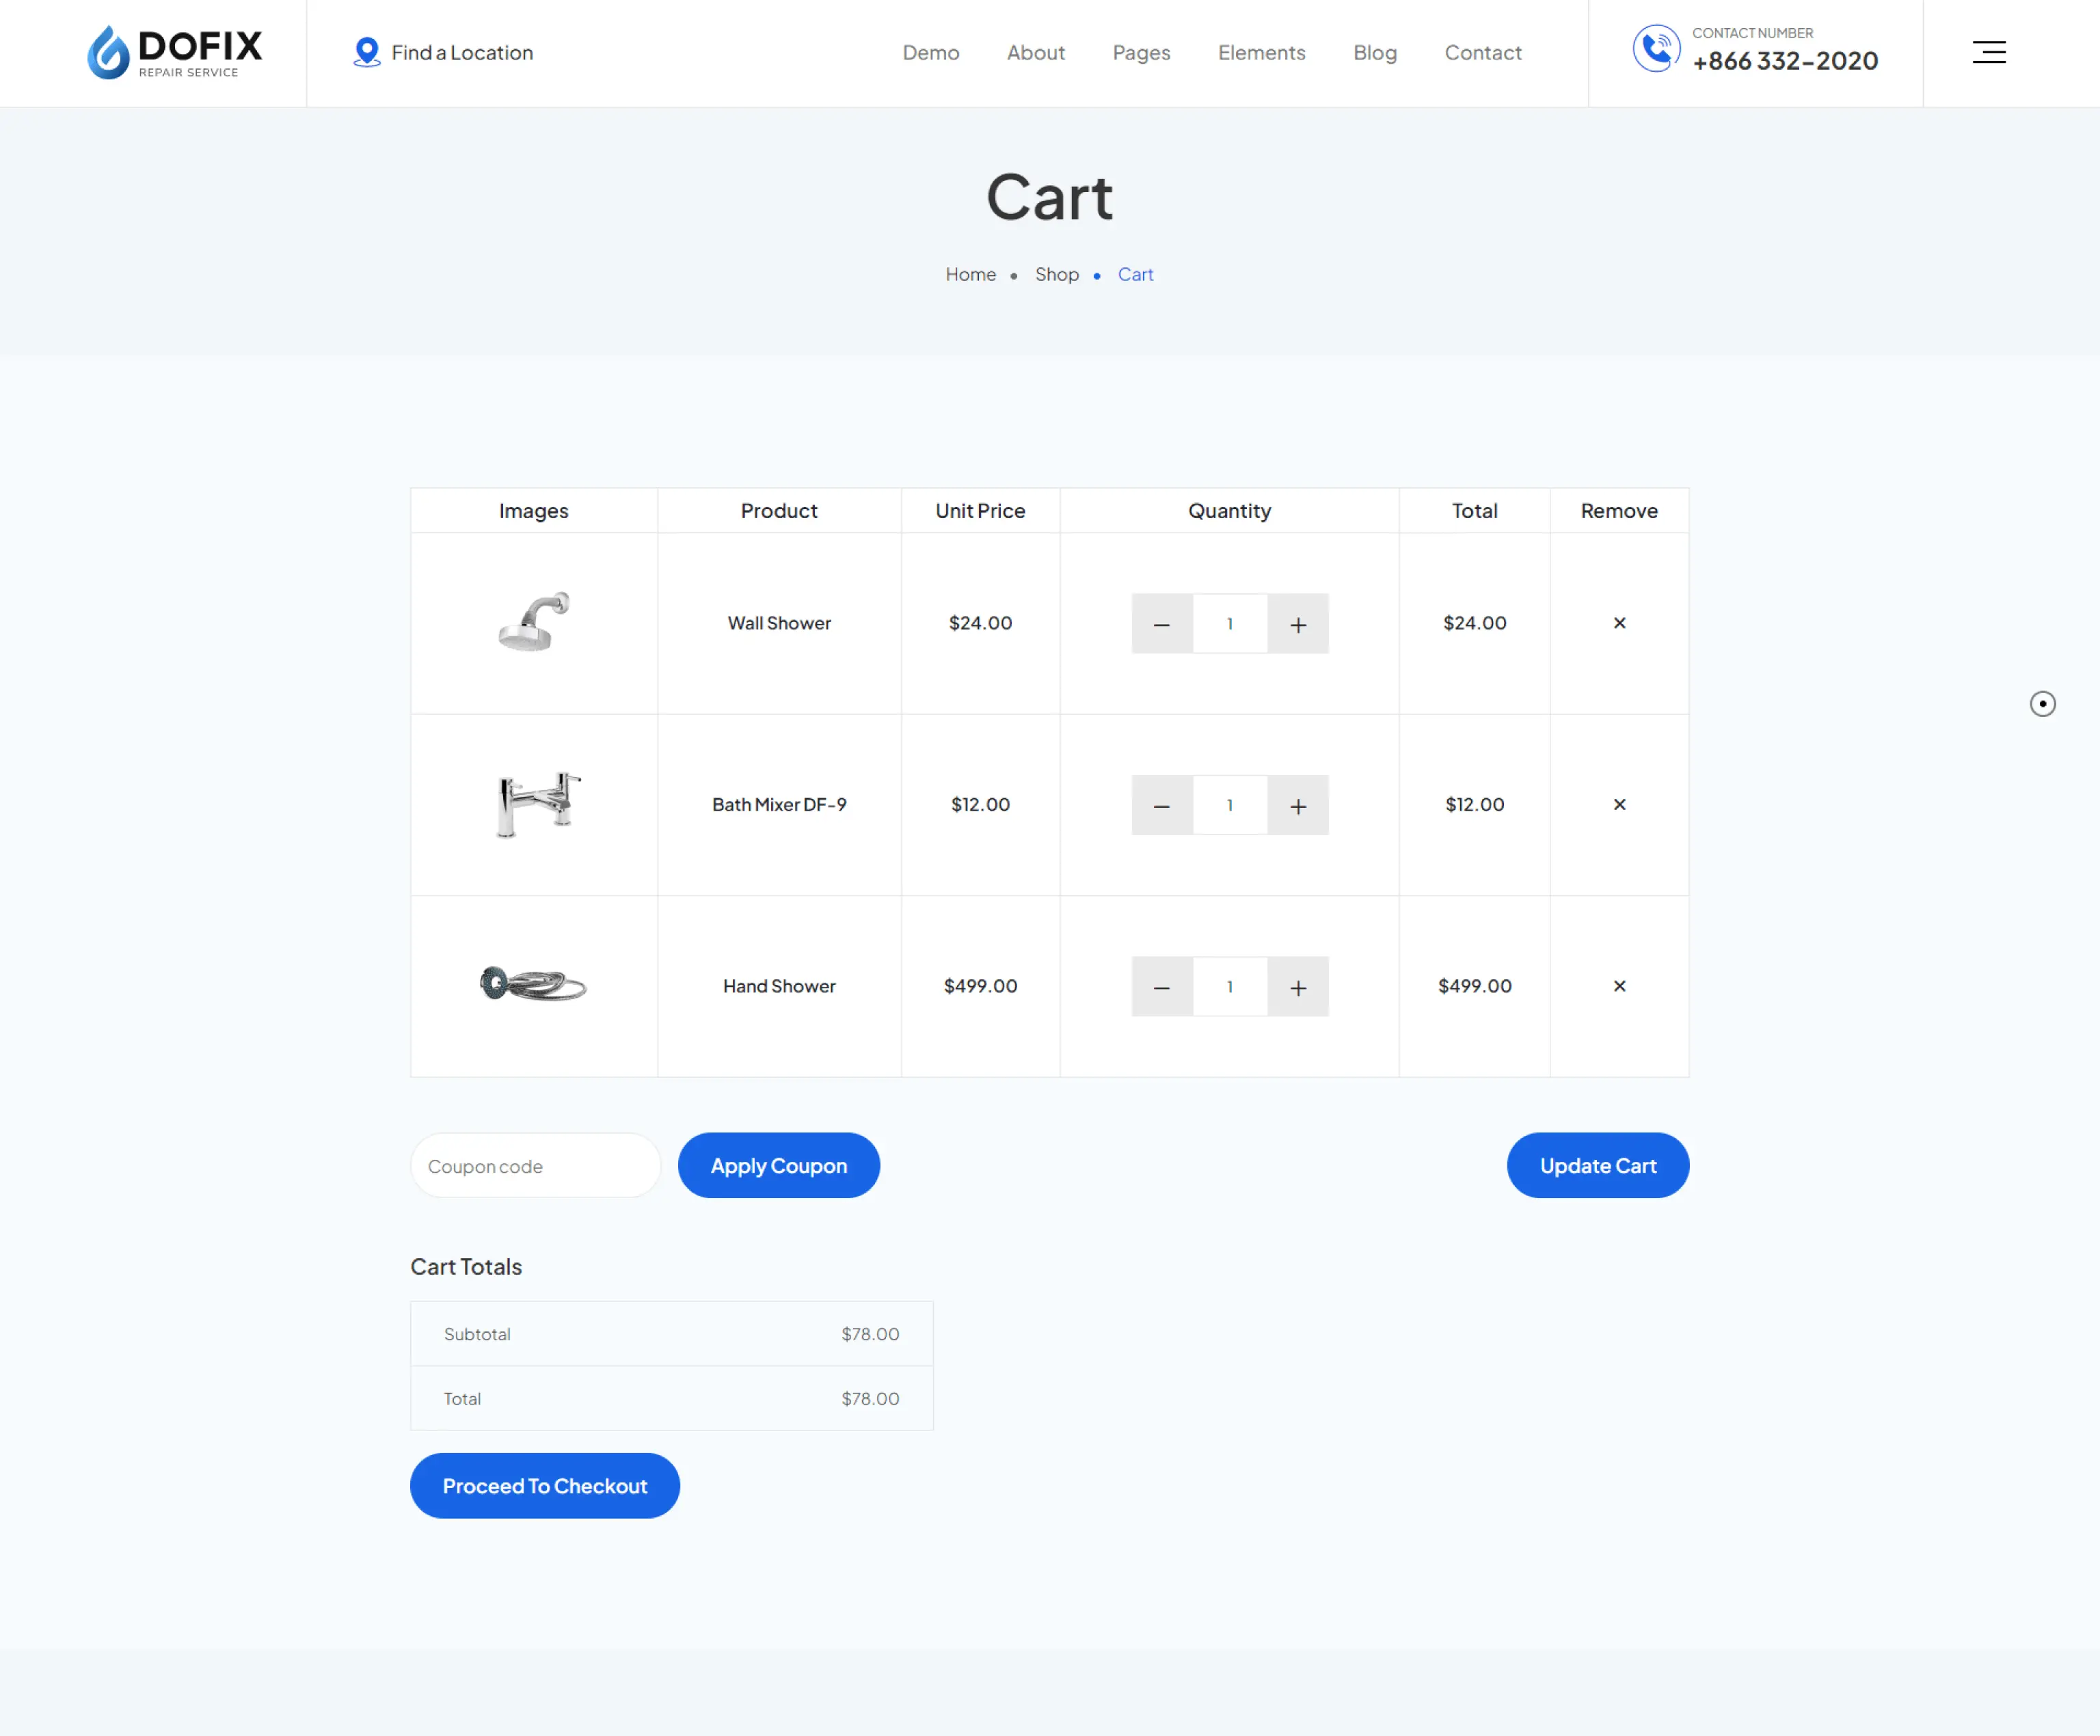 DOFIX
REPAIR SERVICE
Find a Location
Demo About Pages Elements Blog Contact
CONTACT NUMBER
+866 332-2020
Cart
Home • Shop • Cart
Images Product Unit Price Quantity Total Remove
Wall Shower $24.00 − 1 + $24.00 ×
Bath Mixer DF-9 $12.00 − 1 + $12.00 ×
Hand Shower $499.00 − 1 + $499.00 ×
Coupon code Apply Coupon Update Cart
Cart Totals
Subtotal $78.00
Total $78.00
Proceed To Checkout